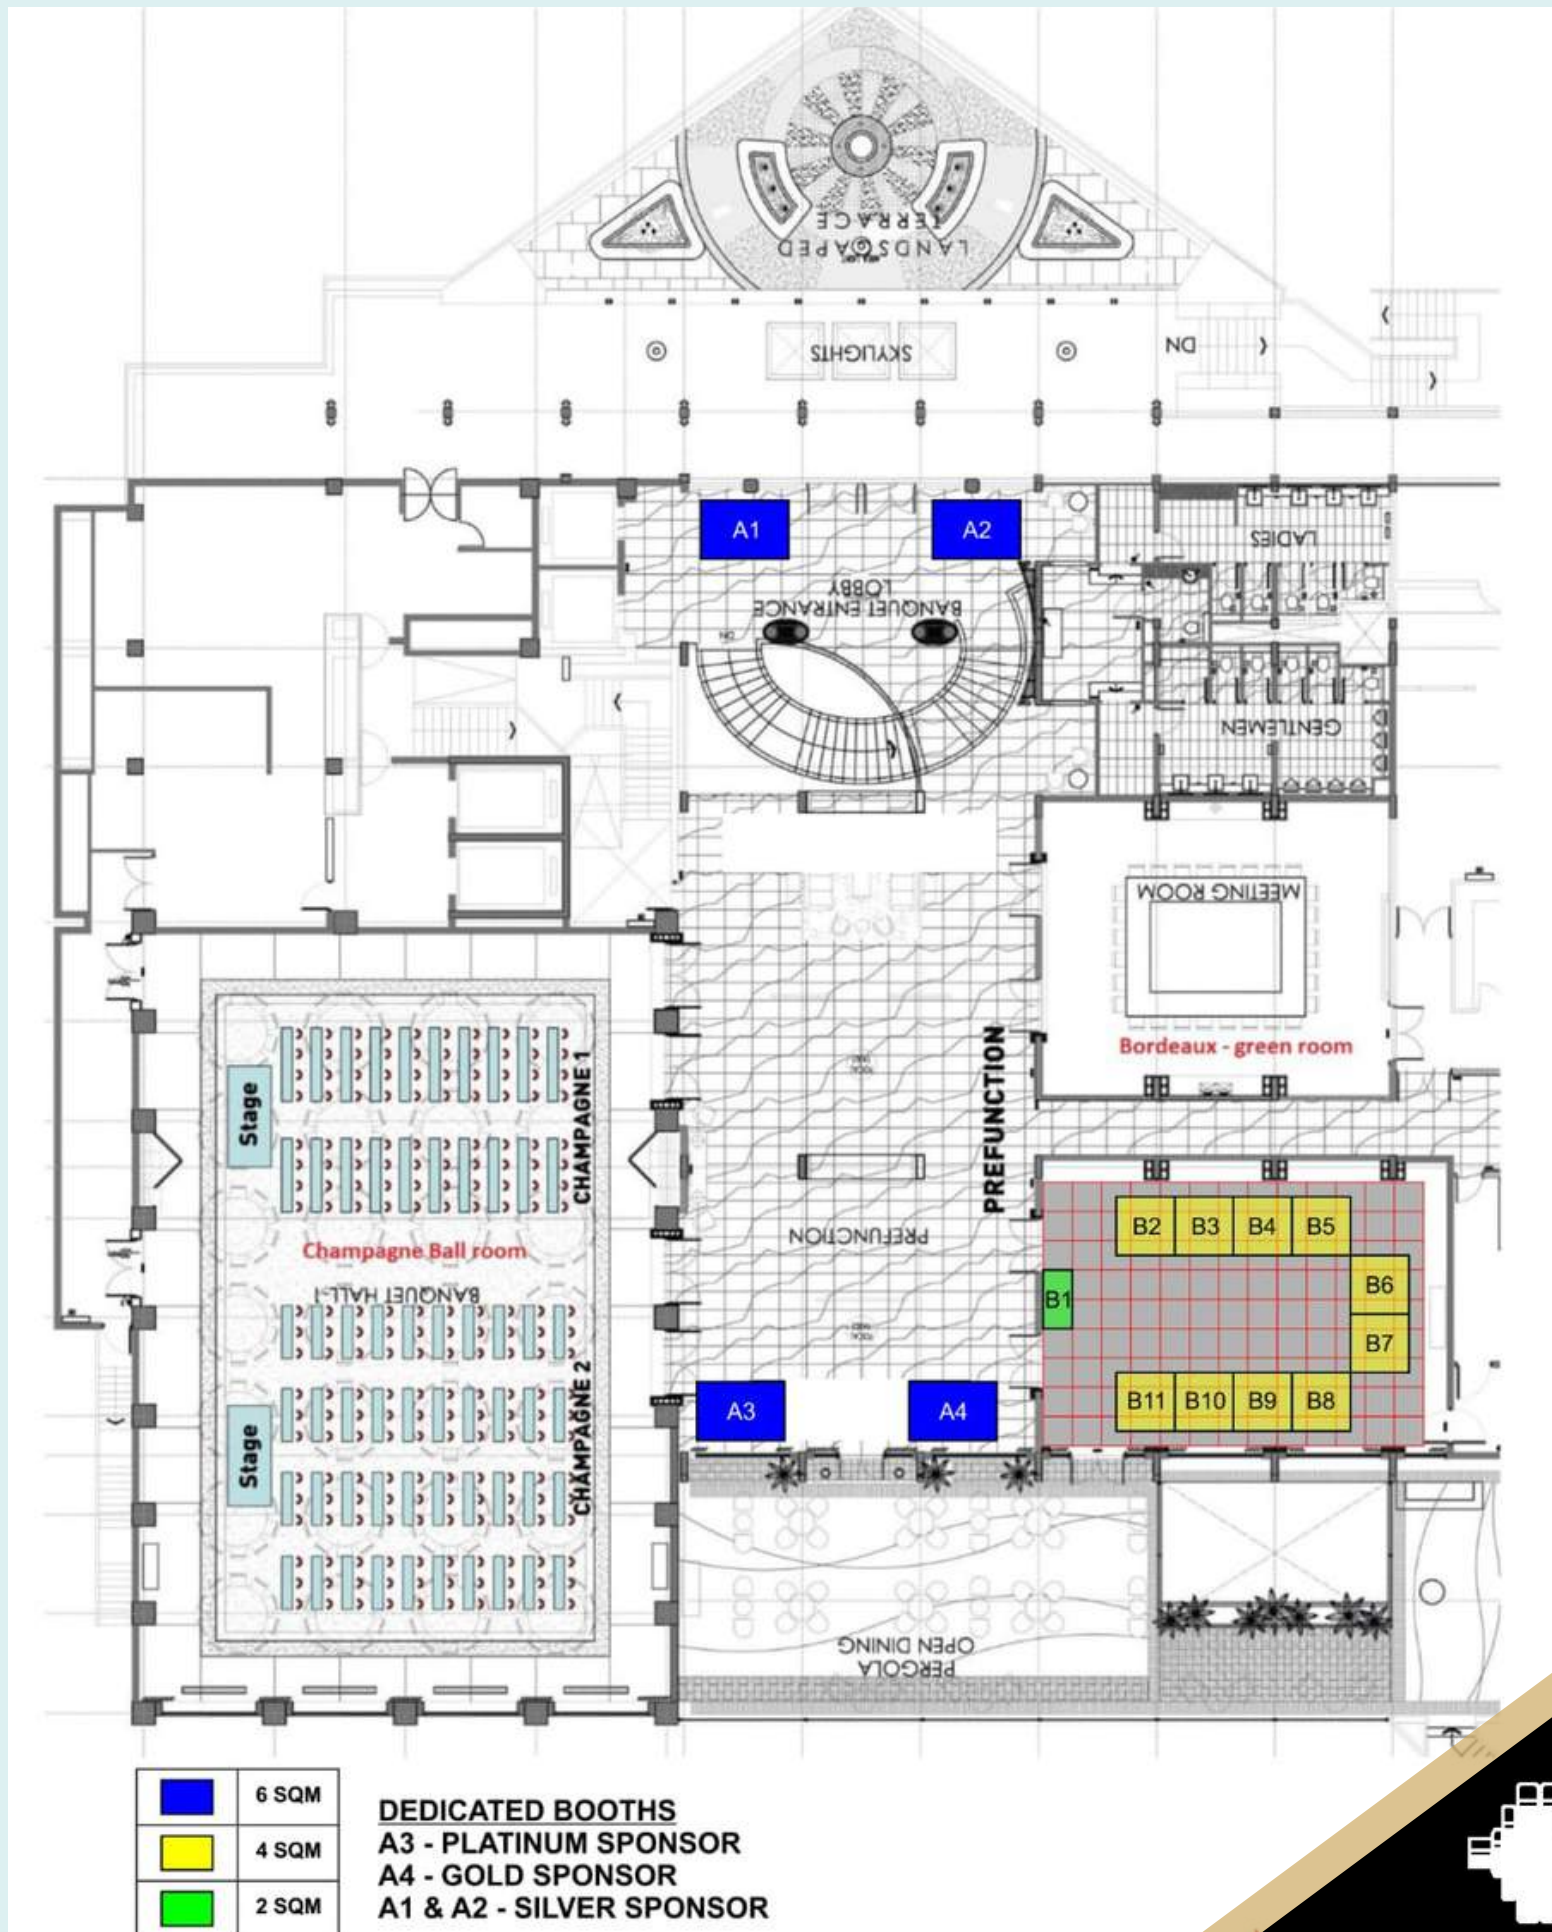 LANDSCAPED
TERRACE
SKYLIGHTS
DN
A1
A2
LADIES
BANQUET ENTRANCE
LOBBY
DN
GENTLEMEN
MEETING ROOM
Bordeaux - green room
PREFUNCTION
Stage
CHAMPAGNE 1
Champagne Ball room
BANQUET HALL-1
PREFUNCTION
B2
B3
B4
B5
B1
B6
B7
B11
B10
B9
B8
A3
A4
Stage
CHAMPAGNE 2
PERGOLA
OPEN DINING
6 SQM
4 SQM
2 SQM
DEDICATED BOOTHS
A3 - PLATINUM SPONSOR
A4 - GOLD SPONSOR
A1 & A2 - SILVER SPONSOR